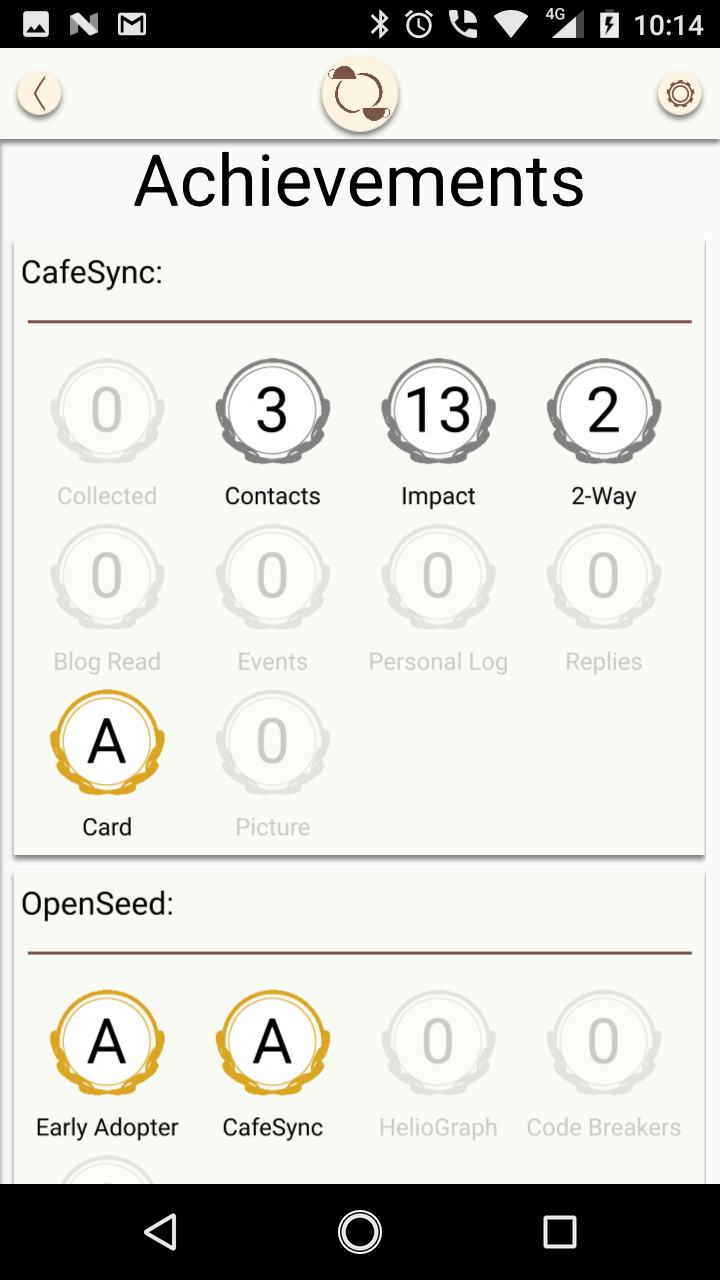 4G 10:14
Achievements
CafeSync:
0 3 13 2
Collected Contacts Impact 2-Way
0 0 0 0
Blog Read Events Personal Log Replies
A 0
Card Picture
OpenSeed:
A A 0 0
Early Adopter CafeSync HelioGraph Code Breakers